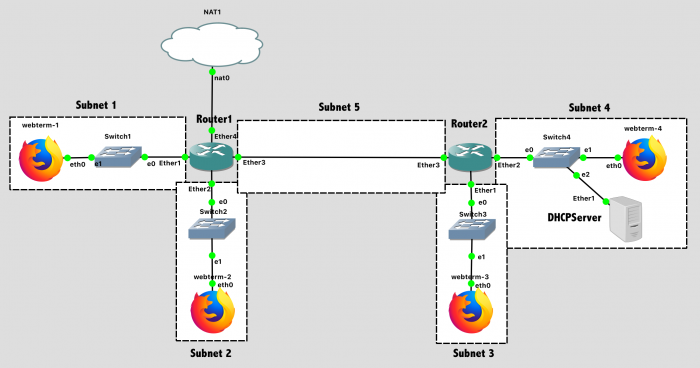 NAT1
nat0
Subnet 1
Router1
Subnet 5
Router2
Subnet 4
webterm-1
Switch1
Ether4
Switch4
webterm-4
eth0
e1
e0
Ether1
Ether3
Ether3
Ether2
e0
e1
eth0
e2
Ether2
e0
Switch2
Ether1
e0
Switch3
Ether1
DHCPServer
e1
webterm-2
eth0
e1
webterm-3
eth0
Subnet 2
Subnet 3